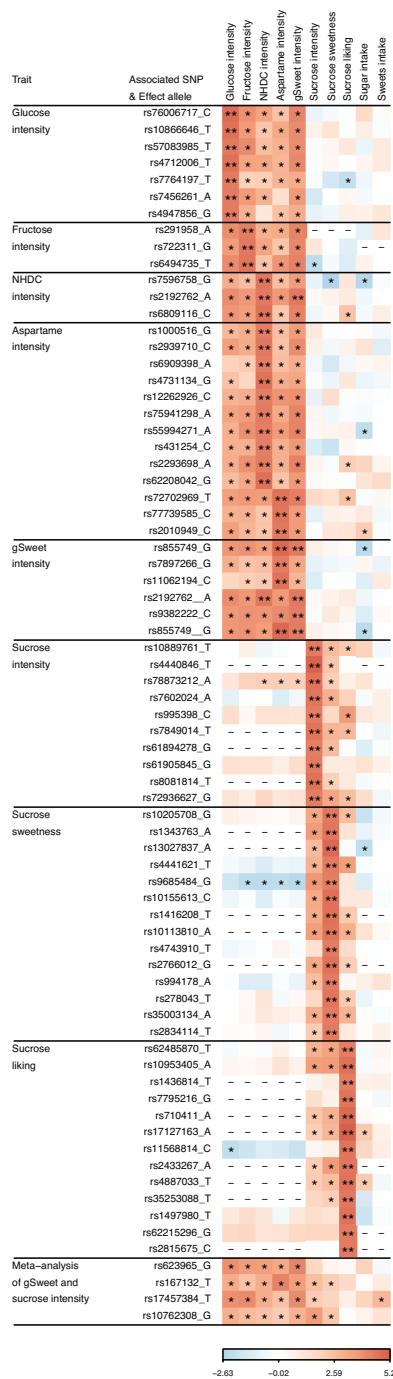 Glucose intensity
Fructose intensity
NHDC intensity
Aspartame intensity
gSweet intensity
Sucrose intensity
Sucrose sweetness
Sucrose liking
Sugar intake
Sweets intake
Trait Associated SNP
& Effect allele
Glucose rs76006717_C ** * * * *
intensity rs10866646_T ** * * * *
rs57083985_T ** * * * *
rs4712006_T ** * * * *
rs7764197_T ** * * * * *
rs7456261_A ** * * *
rs4947856_G ** * * *
Fructose rs291958_A * ** * * * – – –
intensity rs722311_G * ** * * * – –
rs6494735_T * ** * * * *
NHDC rs7596758_G * * ** * * * *
intensity rs2192762_A * * ** * **
rs6809116_C * * ** * * *
Aspartame rs1000516_G * * ** * *
intensity rs2939710_C * * ** * *
rs6909398_A * ** * *
rs4731134_G * ** * *
rs12262926_C * * ** * *
rs75941298_A * * ** * *
rs55994271_A * * ** * * *
rs431254_C * * ** * *
rs2293698_A * * ** * * *
rs62208042_G * * ** * *
rs72702969_T * * * ** * *
rs77739585_C * * * ** *
rs2010949_C * * * ** * *
gSweet rs855749_G * * * ** ** *
intensity rs7897266_G * * * ** *
rs11062194_C * * ** *
rs2192762__A * * ** * **
rs9382222_C * * * * **
rs855749__G * * * ** ** *
Sucrose rs10889761_T ** * *
intensity rs4440846_T – – – – – ** * – –
rs78873212_A * * * ** *
rs7602024_A ** *
rs995398_C ** *
rs7849014_T – – – – – ** * *
rs61894278_G – – – – – ** *
rs61905845_G **
rs8081814_T – – – – – ** *
rs72936627_G ** * *
Sucrose rs10205708_G * ** *
sweetness rs1343763_A – – – – – * **
rs13027837_A – – – – – * ** *
rs4441621_T * ** *
rs9685484_G * * * * * **
rs10155613_C * **
rs1416208_T – – – – – * ** * – –
rs10113810_A – – – – – * ** *
rs4743910_T **
rs2766012_G – – – – – * ** * – –
rs994178_A * **
rs278043_T ** *
rs35003134_A * ** *
rs2834114_T * **
Sucrose rs62485870_T * * **
liking rs10953405_A * * **
rs1436814_T – – – – – **
rs7795216_G – – – – – **
rs710411_A – – – – – * * **
rs17127163_A – – – – – * * ** *
rs11568814_C * **
rs2433267_A – – – – – * * ** – –
rs4887033_T – – – – – * * ** *
rs35253088_T – – – – – * **
rs1497980_T **
rs62215296_G ** – –
rs2815675_C – – – – – ** – –
Meta−analysis rs623965_G * * * * *
of gSweet and rs167132_T * * * * * * *
sucrose intensity rs17457384_T * * * * * * *
rs10762308_G * * * * * * *
−2.63 −0.02 2.59